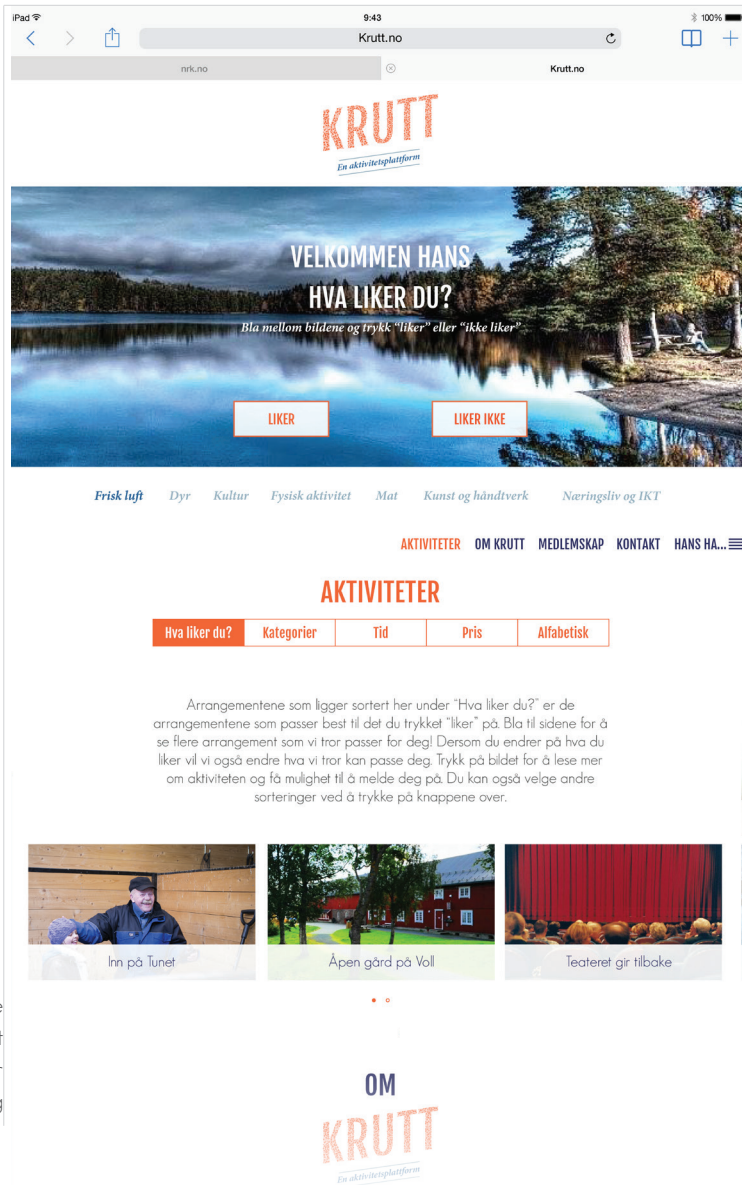 iPad
9:43
100%
Krutt.no
nrk.no
Krutt.no
KRUTT
En aktivitetsplattform
VELKOMMEN HANS
HVA LIKER DU?
Bla mellom bildene og trykk “liker” eller “ikke liker”
LIKER
LIKER IKKE
Frisk luft Dyr Kultur Fysisk aktivitet Mat Kunst og håndtverk Næringsliv og IKT
AKTIVITETER OM KRUTT MEDLEMSKAP KONTAKT HANS HA...
AKTIVITETER
Hva liker du? Kategorier Tid Pris Alfabetisk
Arrangementene som ligger sortert her under “Hva liker du?” er de
arrangementene som passer best til det du trykket “liker” på. Bla til sidene for å
se flere arrangement som vi tror passer for deg! Dersom du endrer på hva du
liker vil vi også endre hva vi tror kan passe deg. Trykk på bildet for å lese mer
om aktiviteten og få mulighet til å melde deg på. Du kan også velge andre
sorteringer ved å trykke på knappene over.
Inn på Tunet
Åpen gård på Voll
Teateret gir tilbake
OM
KRUTT
En aktivitetsplattform